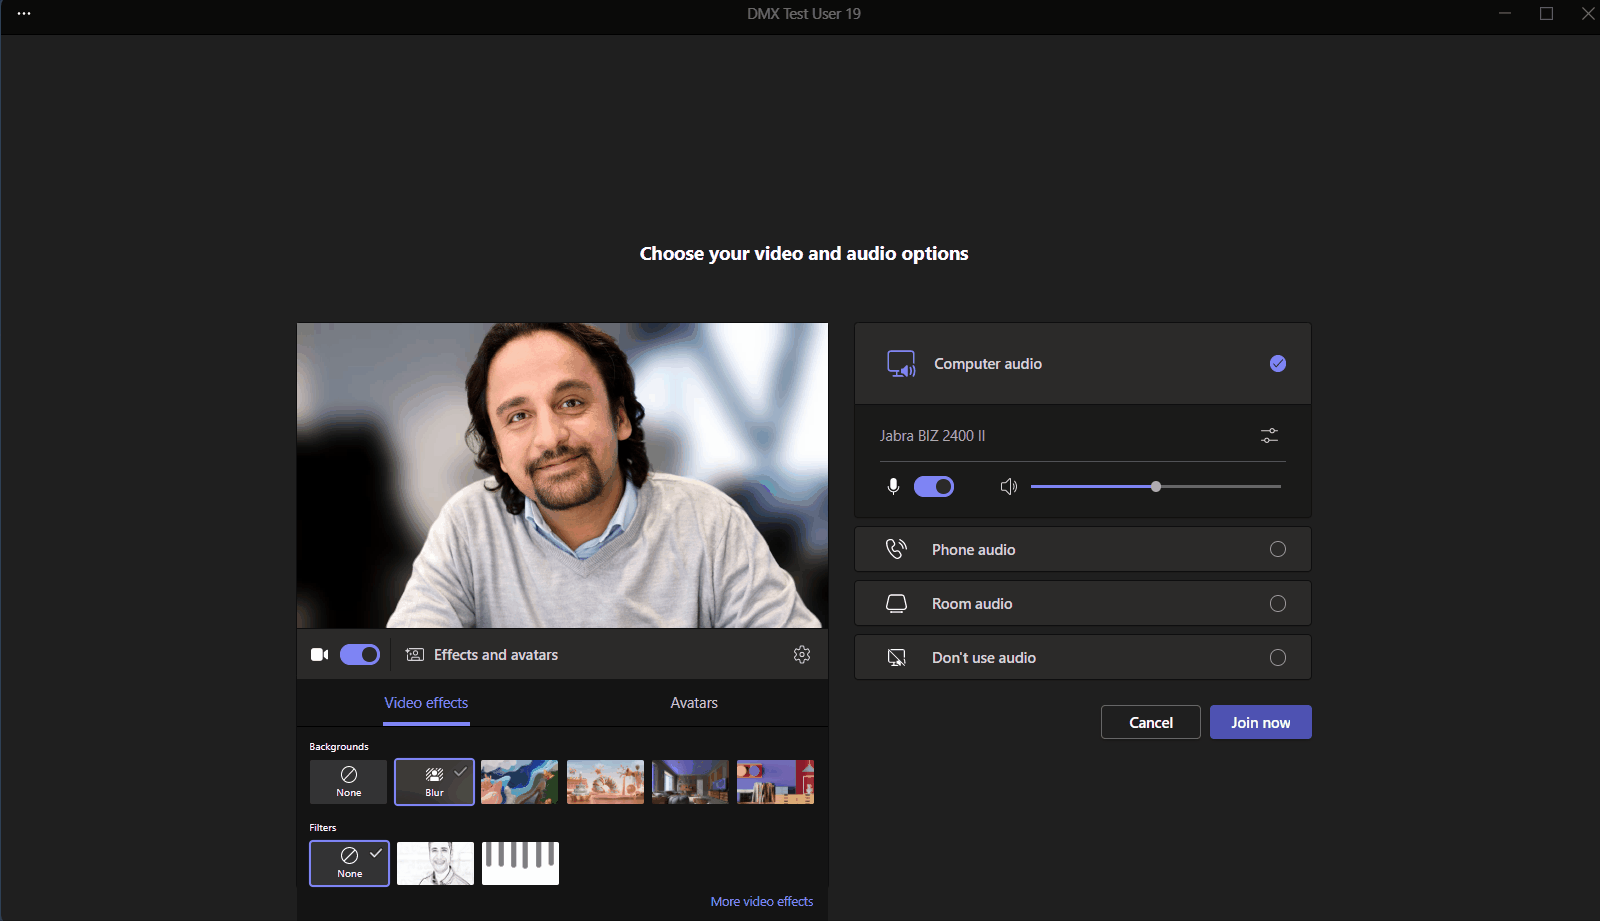 DMX Test User 19
Choose your video and audio options
Computer audio
Jabra BIZ 2400 II
Phone audio
Room audio
Don't use audio
Cancel
Join now
Effects and avatars
Video effects
Avatars
Backgrounds
None
Blur
Filters
None
More video effects